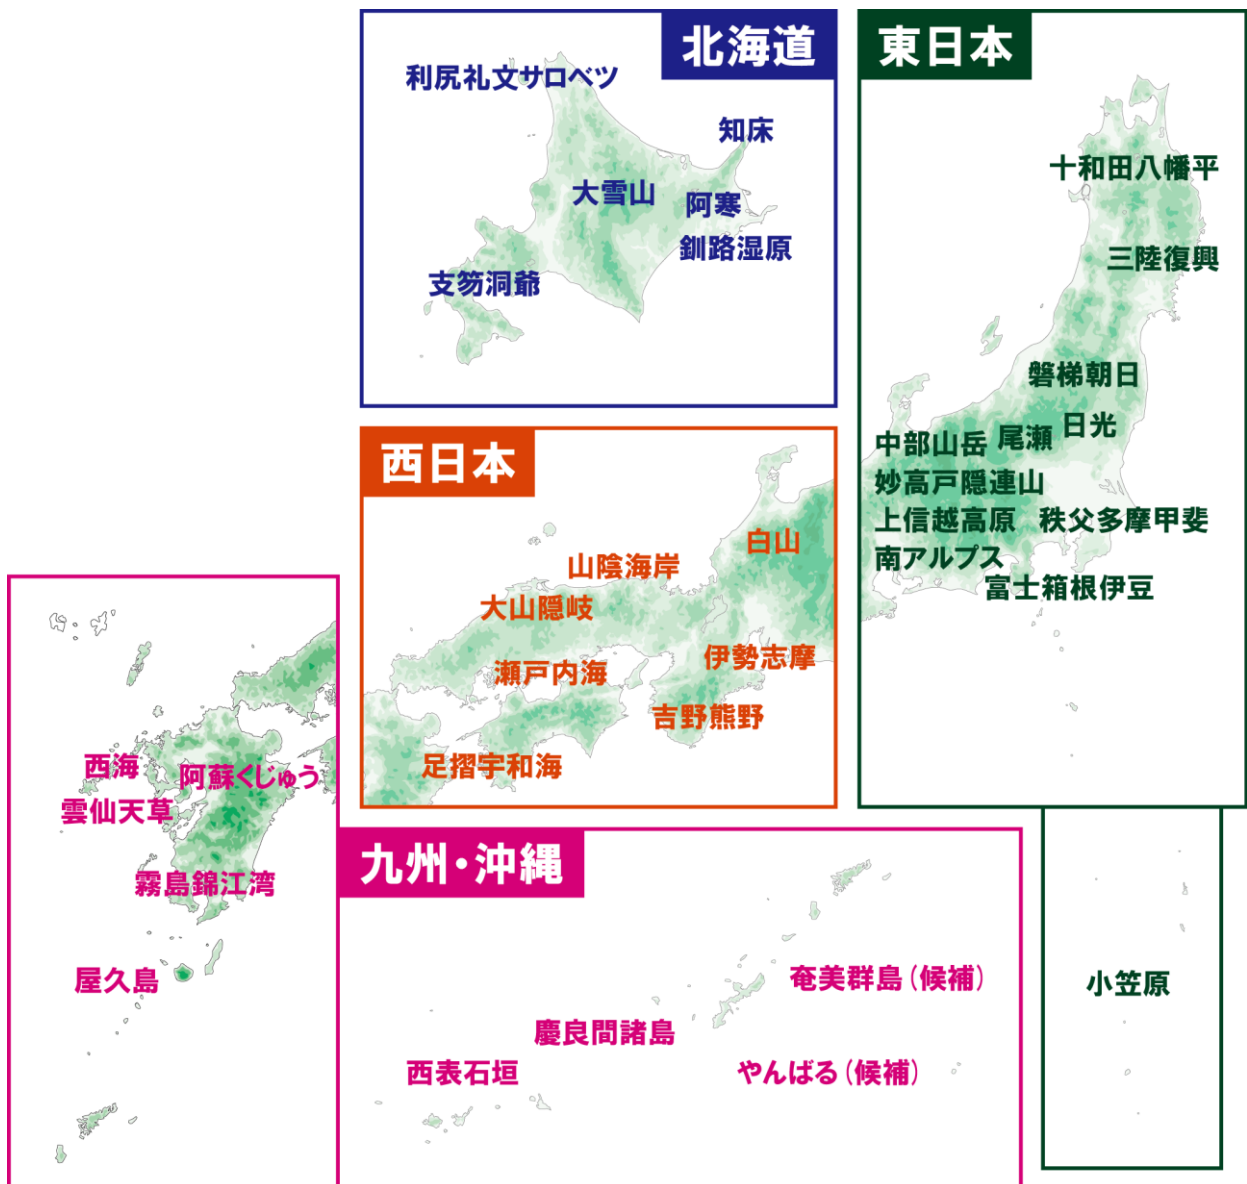 北海道
利尻礼文サロベツ
知床
大雪山
阿寒
釧路湿原
支笏洞爺
東日本
十和田八幡平
三陸復興
磐梯朝日
日光
尾瀬
中部山岳
妙高戸隠連山
上信越高原
秩父多摩甲斐
南アルプス
富士箱根伊豆
小笠原
西日本
白山
山陰海岸
大山隠岐
伊勢志摩
瀬戸内海
吉野熊野
足摺宇和海
九州・沖縄
西海
阿蘇くじゅう
雲仙天草
霧島錦江湾
屋久島
奄美群島(候補)
慶良間諸島
西表石垣
やんばる(候補)